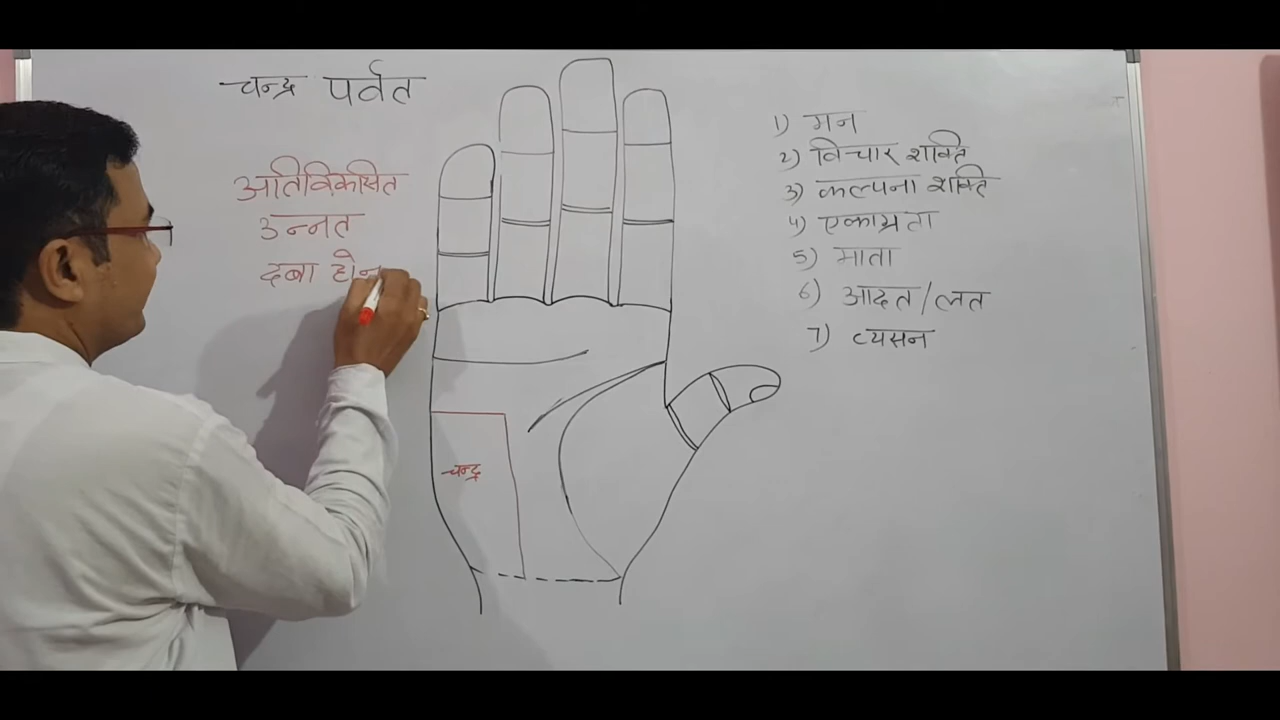 चन्द्र पर्वत
अतिविकसित
उन्नत
दबा होन
चन्द्र
1) मन
2) विचार शक्ति
3) कल्पना शक्ति
4) एकाग्रता
5) माता
6) आदत/लत
7) व्यसन